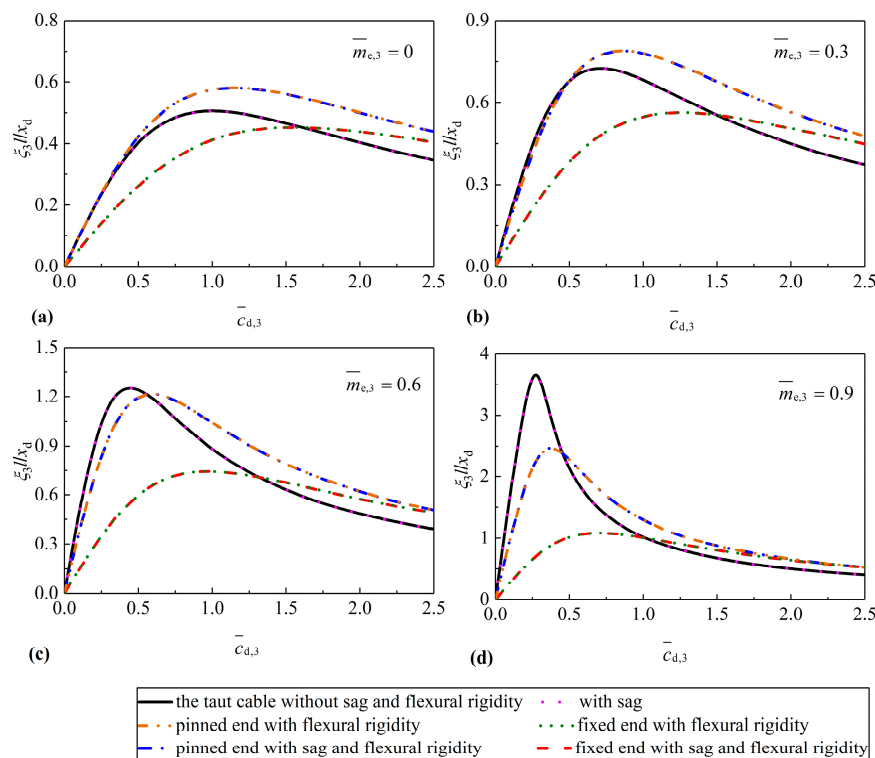 0.8
0.6
0.4
0.2
0.0
0.0 0.5 1.0 1.5 2.0 2.5
ξ₃l/x_d
m̅_{e,3} = 0
(a)
c̅_{d,3}
0.9
0.6
0.3
0.0
0.0 0.5 1.0 1.5 2.0 2.5
ξ₃l/x_d
m̅_{e,3} = 0.3
(b)
c̅_{d,3}
1.5
1.2
0.9
0.6
0.3
0.0
0.0 0.5 1.0 1.5 2.0 2.5
ξ₃l/x_d
m̅_{e,3} = 0.6
(c)
c̅_{d,3}
4
3
2
1
0
0.0 0.5 1.0 1.5 2.0 2.5
ξ₃l/x_d
m̅_{e,3} = 0.9
(d)
c̅_{d,3}
the taut cable without sag and flexural rigidity
with sag
pinned end with flexural rigidity
fixed end with flexural rigidity
pinned end with sag and flexural rigidity
fixed end with sag and flexural rigidity